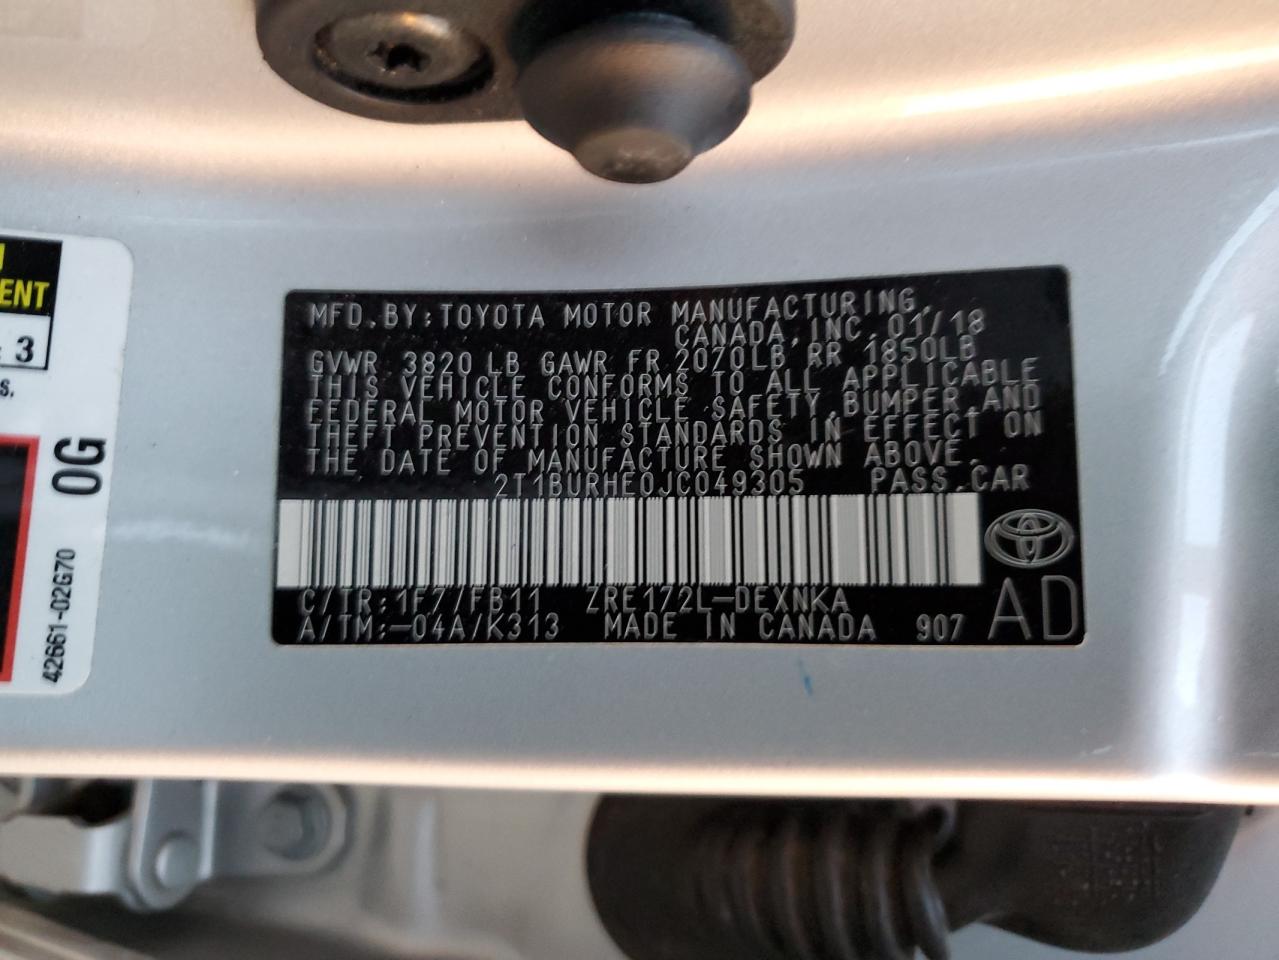 ENT
3
s.
0G
42661-02G70
MFD.BY:TOYOTA MOTOR MANUFACTURING,
CANADA,INC.01/18
GVWR 3820 LB GAWR FR 2070LB RR 1850LB
THIS VEHICLE CONFORMS TO ALL APPLICABLE
FEDERAL MOTOR VEHICLE SAFETY,BUMPER,AND
THEFT PREVENTION STANDARDS IN EFFECT ON
THE DATE OF MANUFACTURE SHOWN ABOVE.
2T1BURHE0JC049305 PASS.CAR
C/TR:1F7/FB11 ZRE172L-DEXNKA
A/TM:-04A/K313 MADE IN CANADA 907
AD